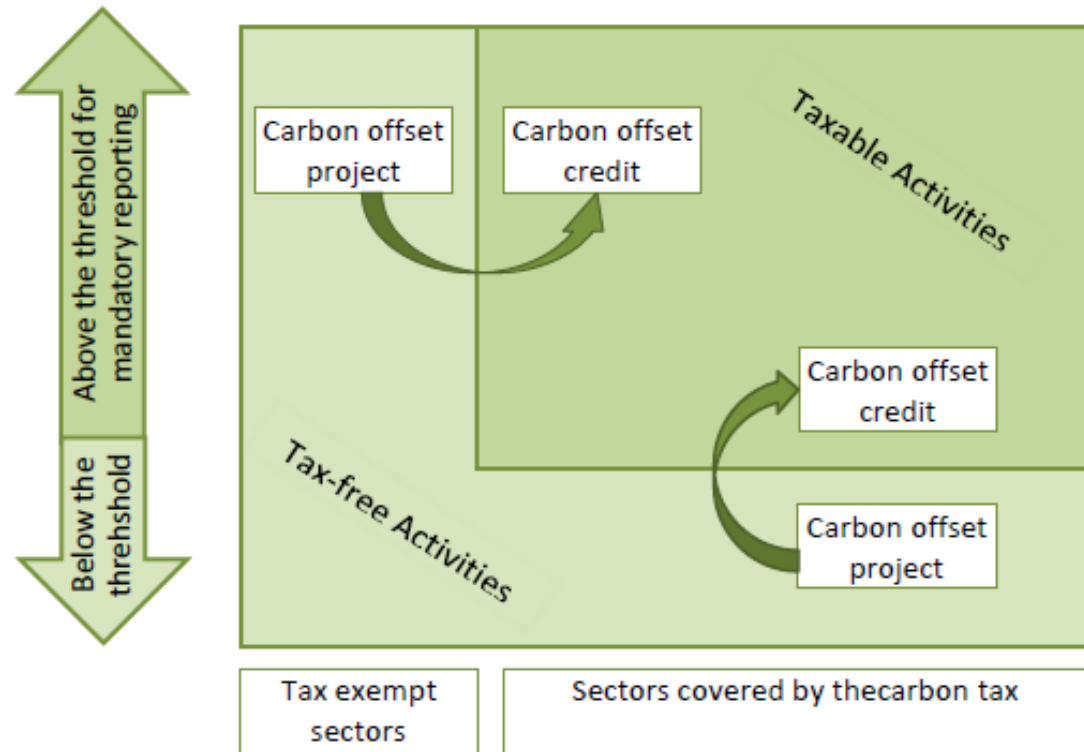 Above the threshold for
mandatory reporting
Below the
threhshold
Carbon offset
project
Carbon offset
credit
Taxable Activities
Carbon offset
credit
Tax-free Activities
Carbon offset
project
Tax exempt
sectors
Sectors covered by thecarbon tax